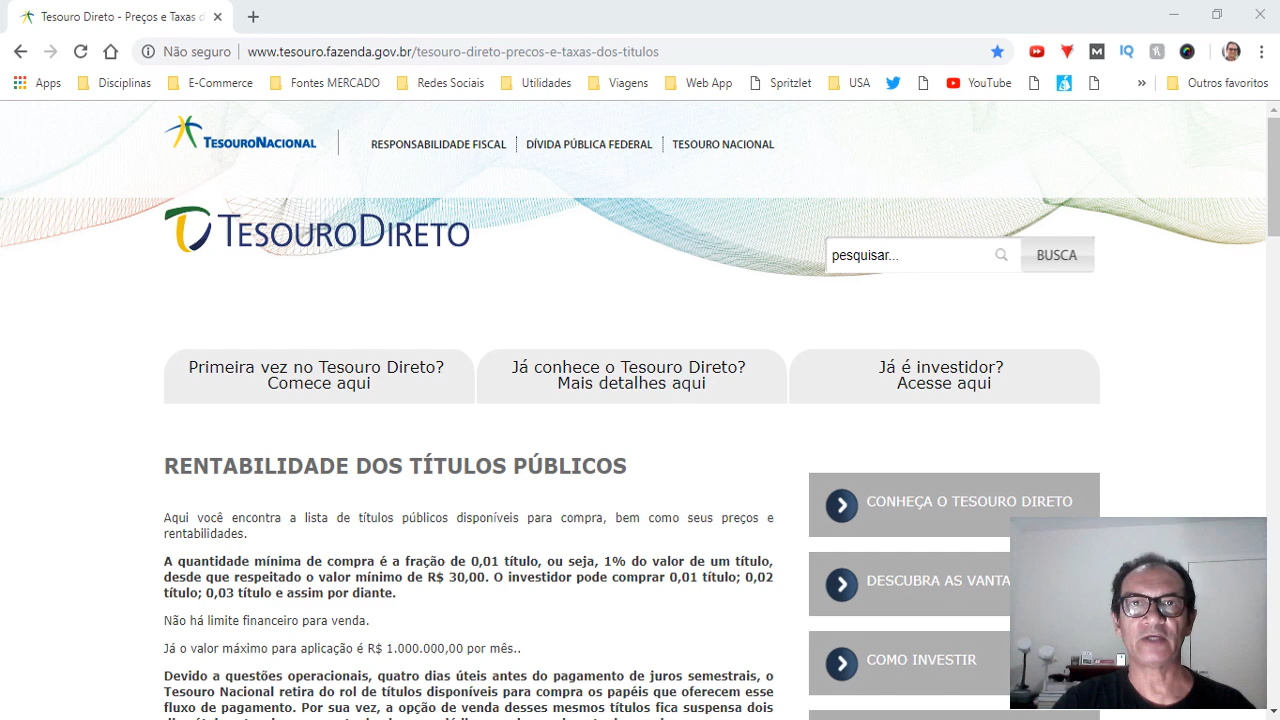 Tesouro Direto - Preços e Taxas d
Não seguro
www.tesouro.fazenda.gov.br/tesouro-direto-precos-e-taxas-dos-titulos
M IQ
Apps Disciplinas E-Commerce Fontes MERCADO Redes Sociais Utilidades Viagens Web App Spritzlet USA YouTube » Outros favoritos
TESOURONACIONAL
RESPONSABILIDADE FISCAL DÍVIDA PÚBLICA FEDERAL TESOURO NACIONAL
TESOURODIRETO
pesquisar... BUSCA
Primeira vez no Tesouro Direto?
Comece aqui
Já conhece o Tesouro Direto?
Mais detalhes aqui
Já é investidor?
Acesse aqui
RENTABILIDADE DOS TÍTULOS PÚBLICOS
Aqui você encontra a lista de títulos públicos disponíveis para compra, bem como seus preços e
rentabilidades.
A quantidade mínima de compra é a fração de 0,01 título, ou seja, 1% do valor de um título,
desde que respeitado o valor mínimo de R$ 30,00. O investidor pode comprar 0,01 título; 0,02
título; 0,03 título e assim por diante.
Não há limite financeiro para venda.
Já o valor máximo para aplicação é R$ 1.000.000,00 por mês..
Devido a questões operacionais, quatro dias úteis antes do pagamento de juros semestrais, o
Tesouro Nacional retira do rol de títulos disponíveis para compra os papéis que oferecem esse
fluxo de pagamento. Por sua vez, a opção de venda desses mesmos títulos fica suspensa dois
CONHEÇA O TESOURO DIRETO
DESCUBRA AS VANTA
COMO INVESTIR